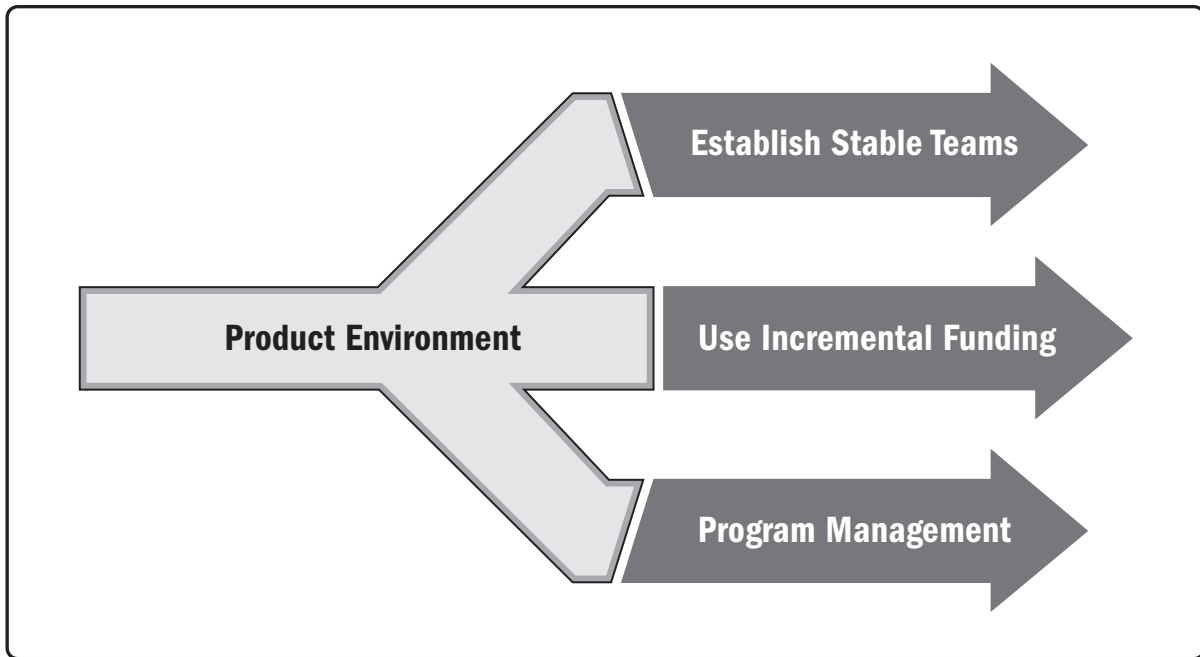 Establish Stable Teams
Product Environment
Use Incremental Funding
Program Management